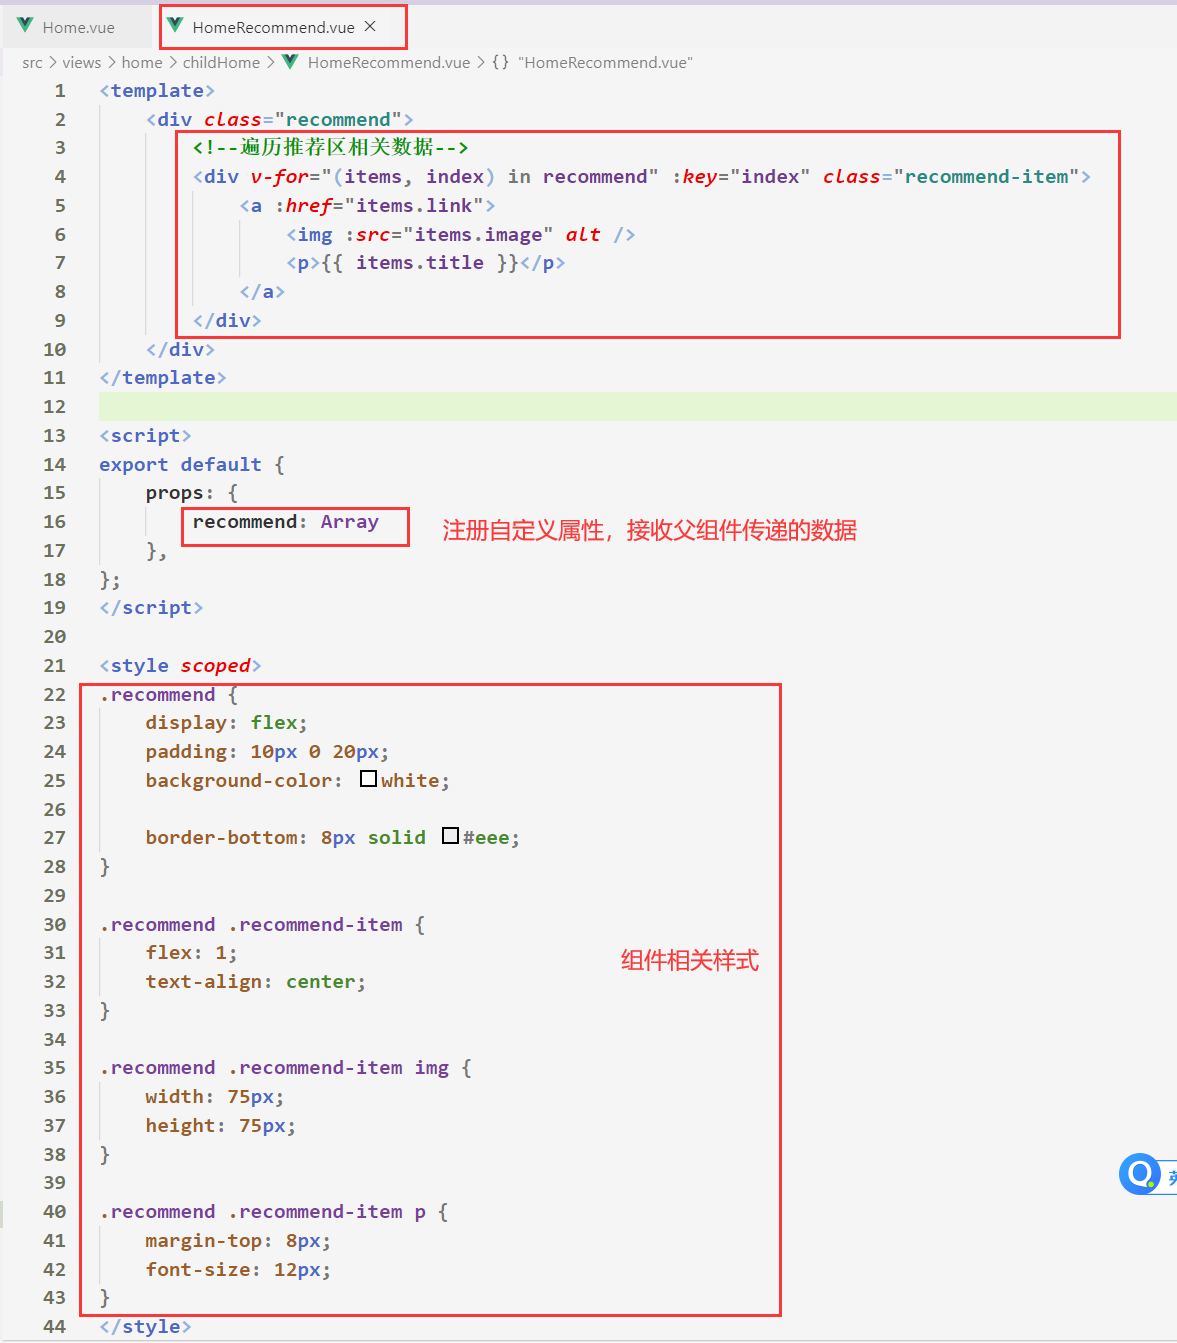 Home.vue HomeRecommend.vue ×
src > views > home > childHome > HomeRecommend.vue > {} "HomeRecommend.vue"
1 <template>
2 <div class="recommend">
3 <!--遍历推荐区相关数据-->
4 <div v-for="(items, index) in recommend" :key="index" class="recommend-item">
5 <a :href="items.link">
6 <img :src="items.image" alt />
7 <p>{{ items.title }}</p>
8 </a>
9 </div>
10 </div>
11 </template>
12
13 <script>
14 export default {
15 props: {
16 recommend: Array 注册自定义属性，接收父组件传递的数据
17 },
18 };
19 </script>
20
21 <style scoped>
22 .recommend {
23 display: flex;
24 padding: 10px 0 20px;
25 background-color: white;
26
27 border-bottom: 8px solid #eee;
28 }
29
30 .recommend .recommend-item {
31 flex: 1;
组件相关样式
32 text-align: center;
33 }
34
35 .recommend .recommend-item img {
36 width: 75px;
37 height: 75px;
38 }
39
40 .recommend .recommend-item p {
41 margin-top: 8px;
42 font-size: 12px;
43 }
44 </style>